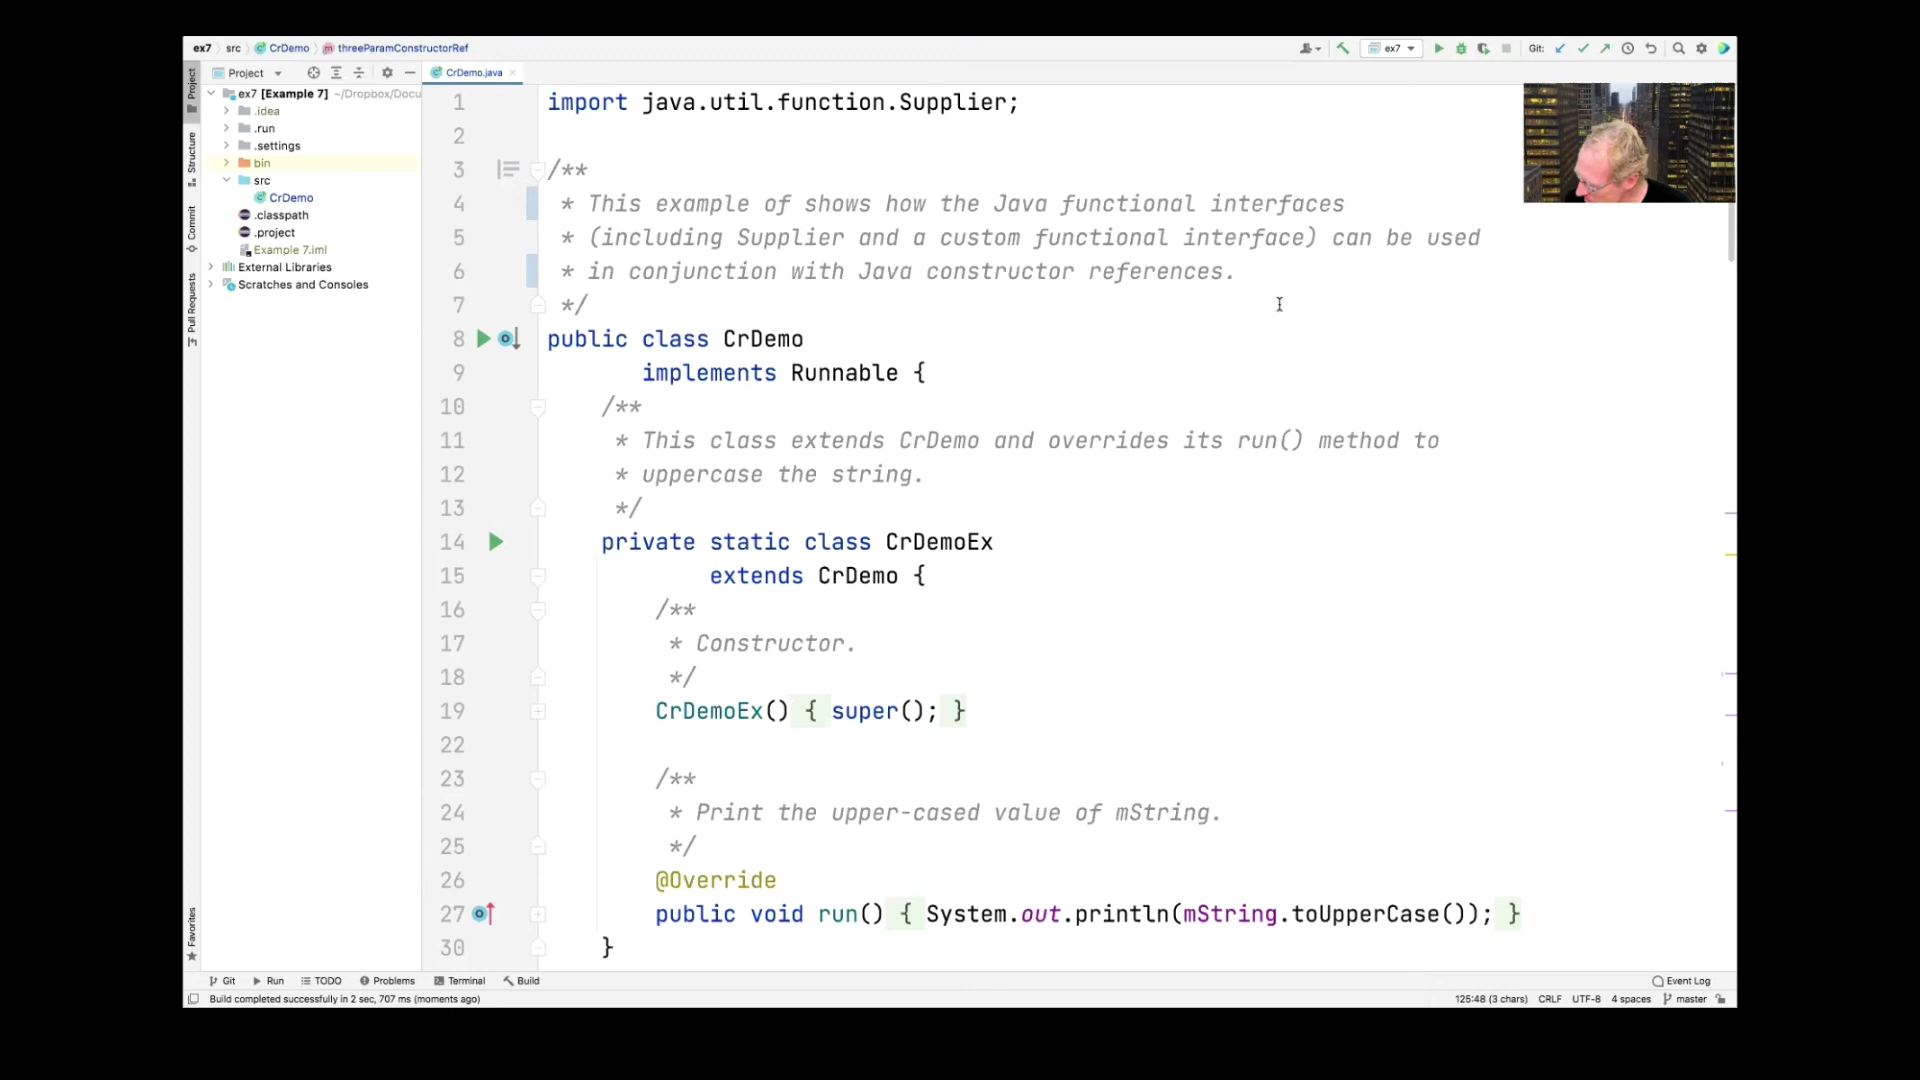 ex7 src CrDemo threeParamConstructorRef
ex7 Git:
Project
CrDemo.java
ex7 [Example 7] ~/Dropbox/Docu
.idea
.run
.settings
bin
src
CrDemo
.classpath
.project
Example 7.iml
External Libraries
Scratches and Consoles
Project
Structure
Commit
Pull Requests
Favorites
1 import java.util.function.Supplier;
2
3 /**
4 * This example of shows how the Java functional interfaces
5 * (including Supplier and a custom functional interface) can be used
6 * in conjunction with Java constructor references.
7 */
8 public class CrDemo
9 implements Runnable {
10 /**
11 * This class extends CrDemo and overrides its run() method to
12 * uppercase the string.
13 */
14 private static class CrDemoEx
15 extends CrDemo {
16 /**
17 * Constructor.
18 */
19 CrDemoEx() { super(); }
22
23 /**
24 * Print the upper-cased value of mString.
25 */
26 @Override
27 public void run() { System.out.println(mString.toUpperCase()); }
30 }
Git Run TODO Problems Terminal Build Event Log
Build completed successfully in 2 sec, 707 ms (moments ago) 125:48 (3 chars) CRLF UTF-8 4 spaces master